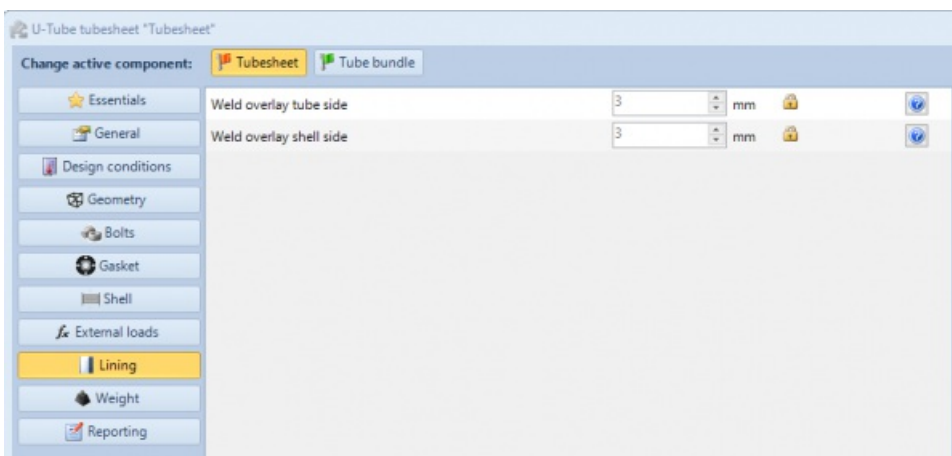 U-Tube tubesheet "Tubesheet"
Change active component: Tubesheet Tube bundle
Essentials
General
Design conditions
Geometry
Bolts
Gasket
Shell
fx External loads
Lining
Weight
Reporting
Weld overlay tube side 3 mm
Weld overlay shell side 3 mm